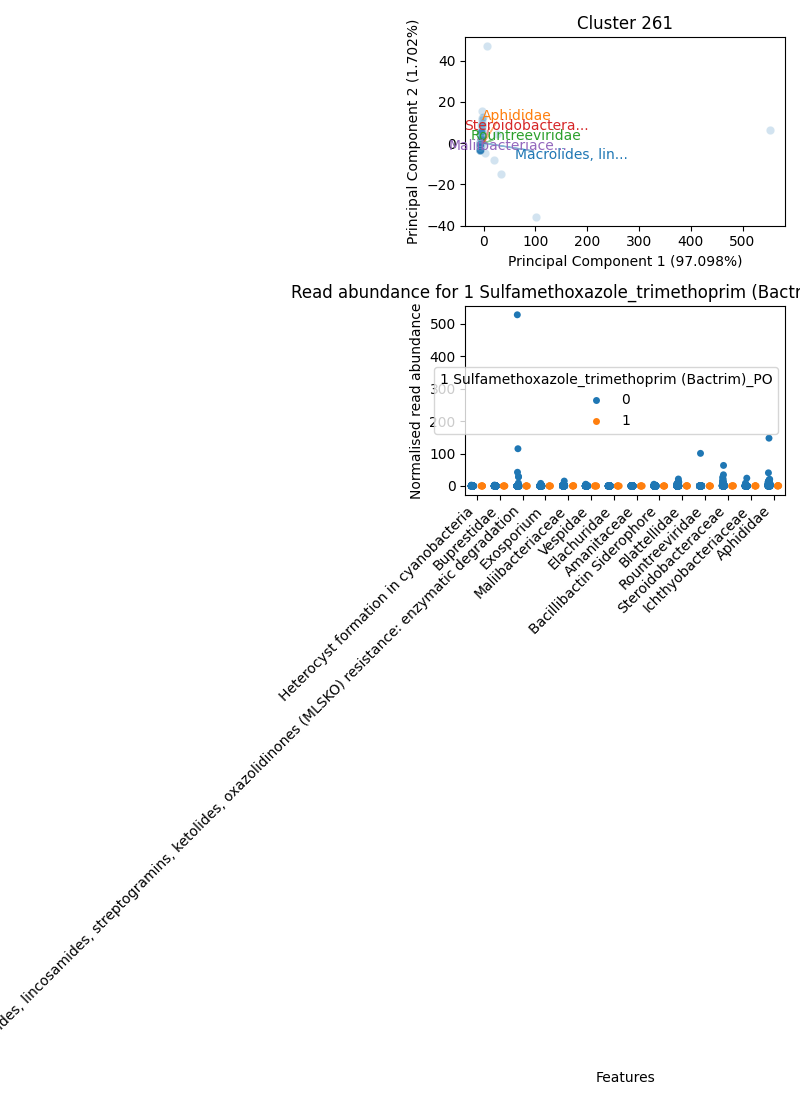 Cluster 261
Principal Component 2 (1.702%)
40
20
0
−20
−40
Aphididae
Steroidobactera...
Rountreeviridae
Maliibacteriace...
Macrolides, lin...
0 100 200 300 400 500
Principal Component 1 (97.098%)
Read abundance for 1 Sulfamethoxazole_trimethoprim (Bactr
Normalised read abundance
500
400
300
200
100
0
1 Sulfamethoxazole_trimethoprim (Bactrim)_PO
0
1
Heterocyst formation in cyanobacteria
Buprestidae
des, lincosamides, streptogramins, ketolides, oxazolidinones (MLSKO) resistance: enzymatic degradation
Exosporium
Maliibacteriaceae
Vespidae
Elachuridae
Amanitaceae
Bacillibactin Siderophore
Blattellidae
Rountreeviridae
Steroidobacteraceae
Ichthyobacteriaceae
Aphididae
Features